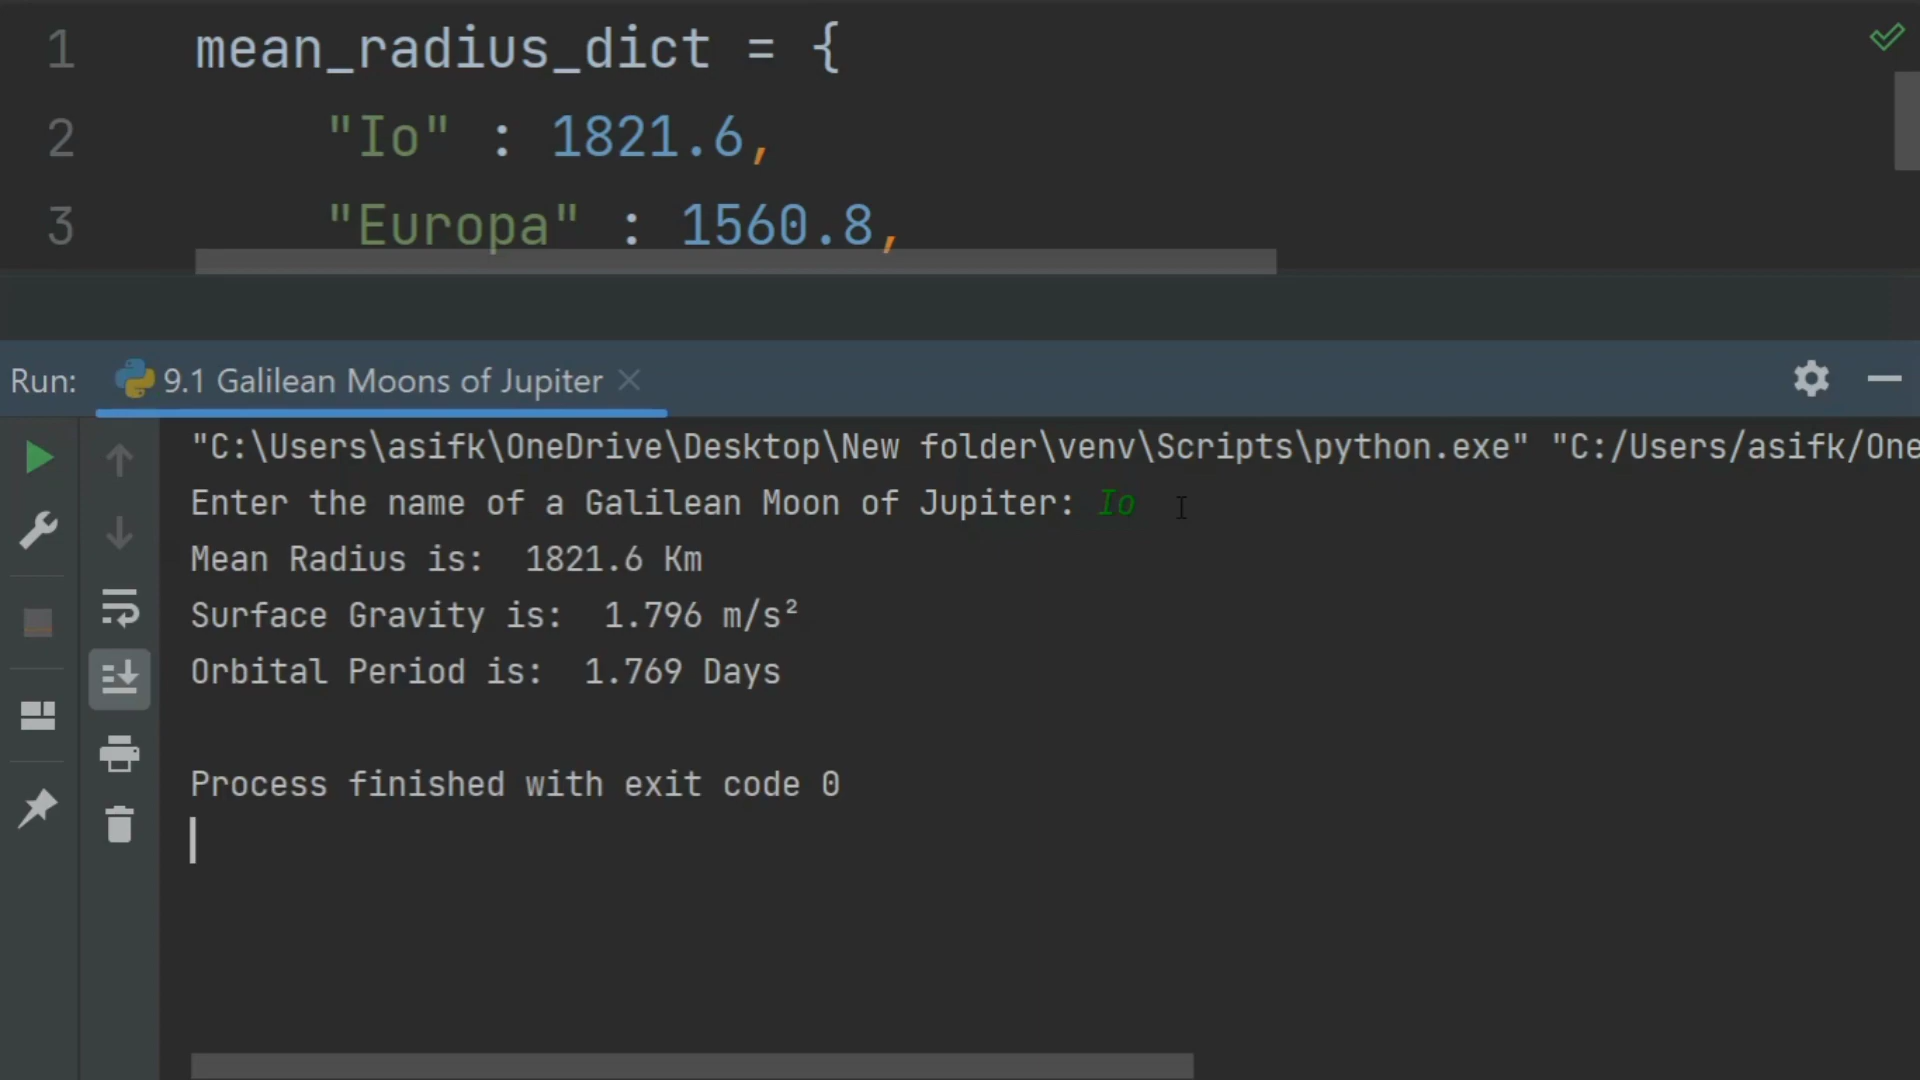 1 mean_radius_dict = {
2 "Io" : 1821.6,
3 "Europa" : 1560.8,
Run: 9.1 Galilean Moons of Jupiter
"C:\Users\asifk\OneDrive\Desktop\New folder\venv\Scripts\python.exe" "C:/Users/asifk/One
Enter the name of a Galilean Moon of Jupiter: Io
Mean Radius is:  1821.6 Km
Surface Gravity is:  1.796 m/s²
Orbital Period is:  1.769 Days
Process finished with exit code 0